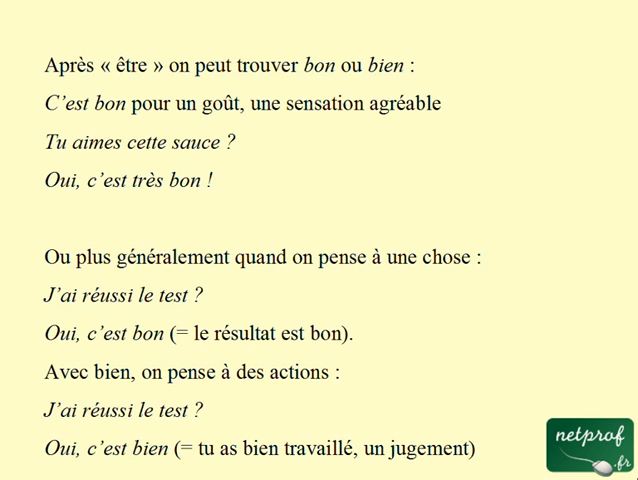 Après « être » on peut trouver bon ou bien :
C’est bon pour un goût, une sensation agréable
Tu aimes cette sauce ?
Oui, c’est très bon !
Ou plus généralement quand on pense à une chose :
J’ai réussi le test ?
Oui, c’est bon (= le résultat est bon).
Avec bien, on pense à des actions :
J’ai réussi le test ?
Oui, c’est bien (= tu as bien travaillé, un jugement)
netprof
.fr